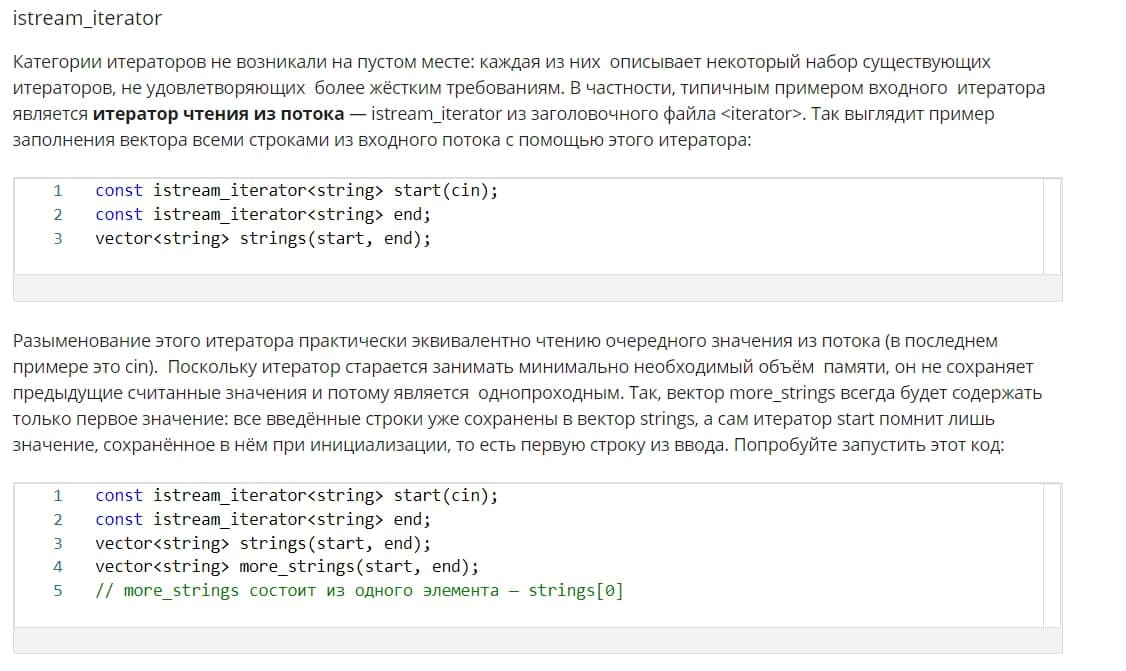 istream_iterator
Категории итераторов не возникали на пустом месте: каждая из них описывает некоторый набор существующих
итераторов, не удовлетворяющих более жёстким требованиям. В частности, типичным примером входного итератора
является итератор чтения из потока — istream_iterator из заголовочного файла <iterator>. Так выглядит пример
заполнения вектора всеми строками из входного потока с помощью этого итератора:
1 const istream_iterator<string> start(cin);
2 const istream_iterator<string> end;
3 vector<string> strings(start, end);
Разыменование этого итератора практически эквивалентно чтению очередного значения из потока (в последнем
примере это cin). Поскольку итератор старается занимать минимально необходимый объём памяти, он не сохраняет
предыдущие считанные значения и потому является однопроходным. Так, вектор more_strings всегда будет содержать
только первое значение: все введённые строки уже сохранены в вектор strings, а сам итератор start помнит лишь
значение, сохранённое в нём при инициализации, то есть первую строку из ввода. Попробуйте запустить этот код:
1 const istream_iterator<string> start(cin);
2 const istream_iterator<string> end;
3 vector<string> strings(start, end);
4 vector<string> more_strings(start, end);
5 // more_strings состоит из одного элемента — strings[0]